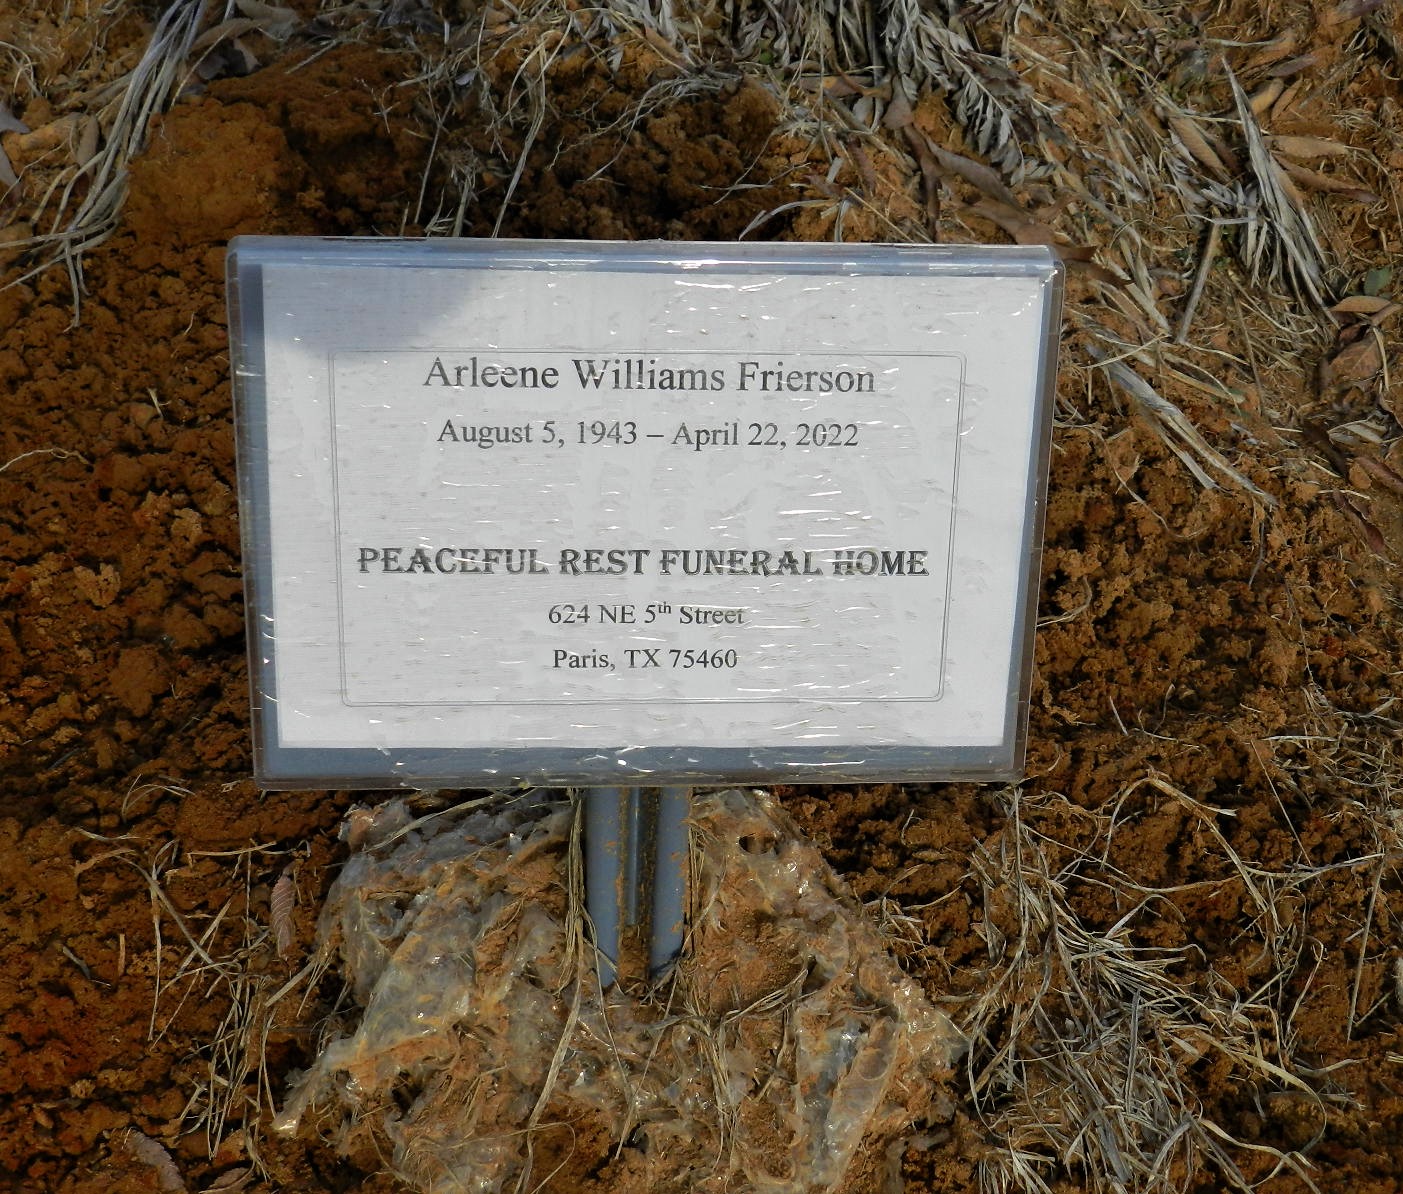 Arleene Williams Frierson
August 5, 1943 – April 22, 2022
PEACEFUL REST FUNERAL HOME
624 NE 5th Street
Paris, TX 75460